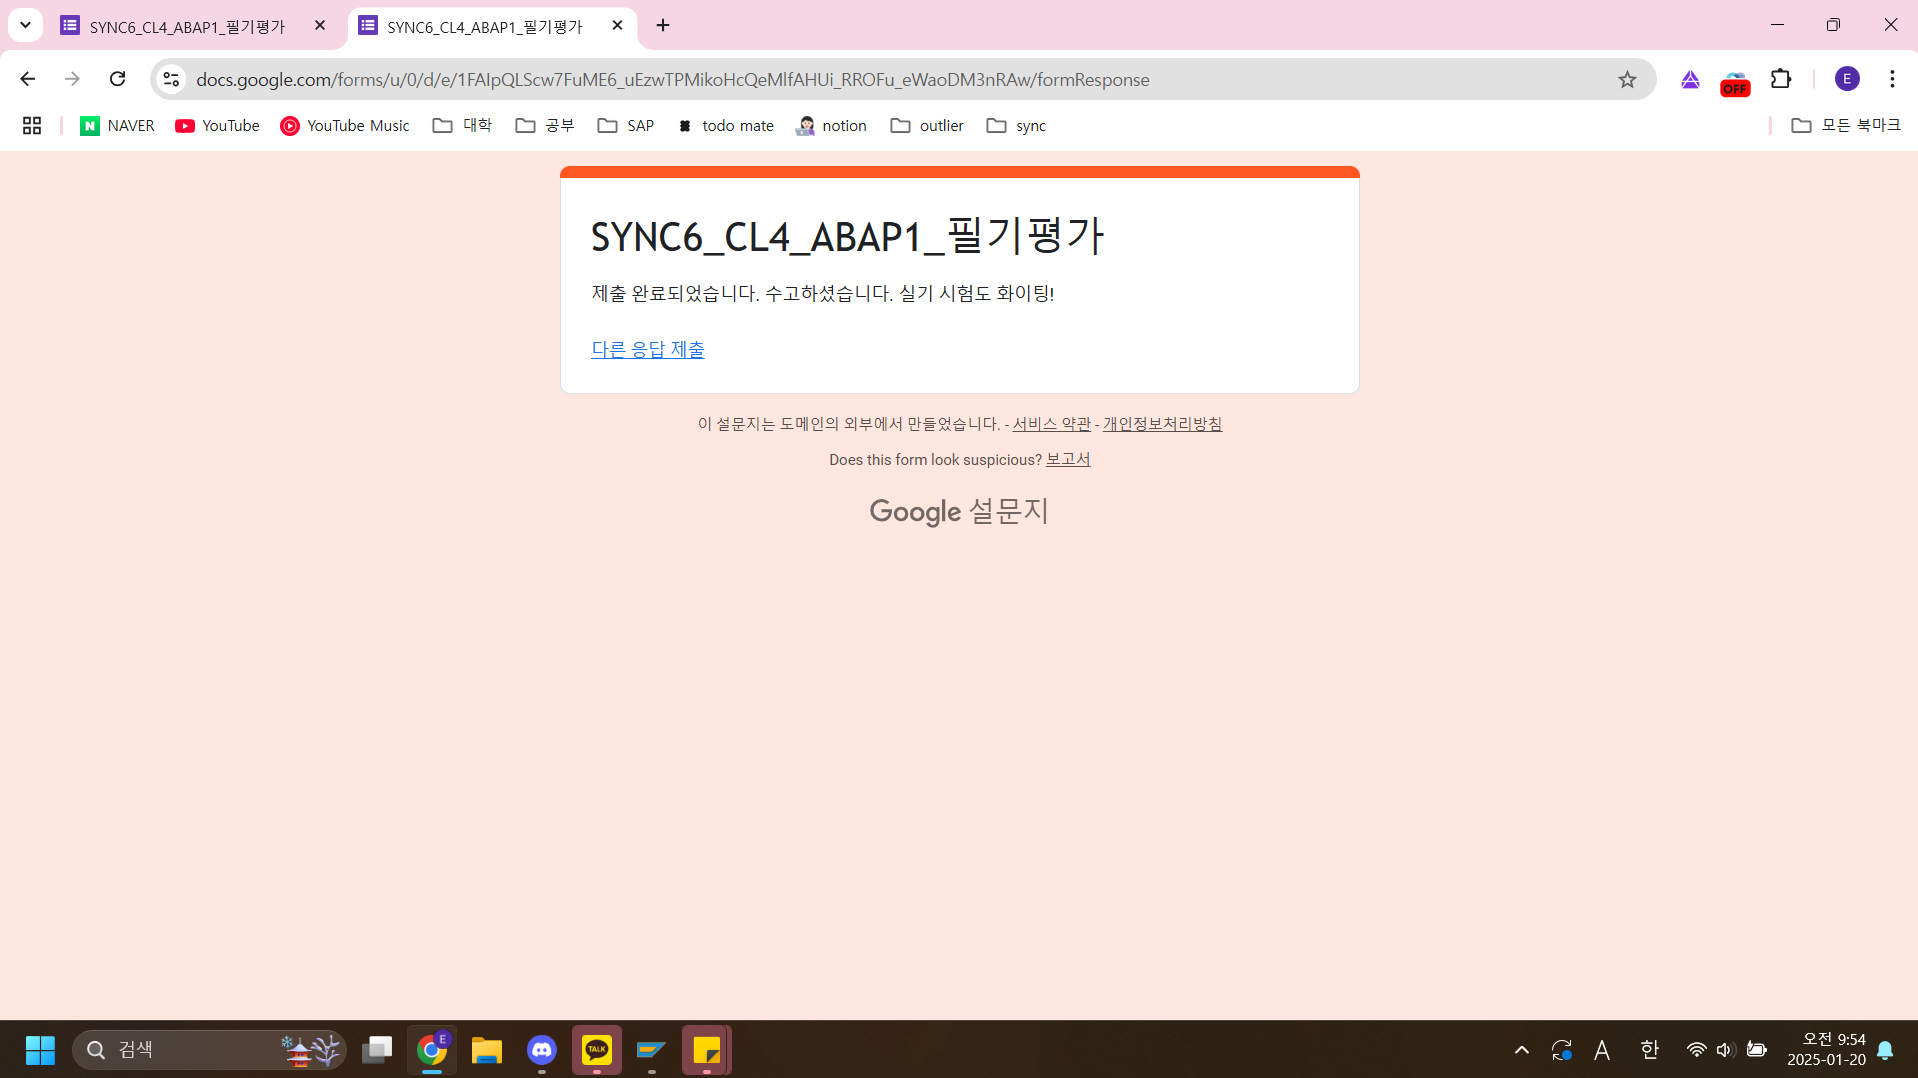 SYNC6_CL4_ABAP1_필기평가
SYNC6_CL4_ABAP1_필기평가
docs.google.com/forms/u/0/d/e/1FAIpQLScw7FuME6_uEzwTPMikoHcQeMlfAHUi_RROFu_eWaoDM3nRAw/formResponse
OFF
E
N NAVER YouTube YouTube Music 대학 공부 SAP todo mate notion outlier sync 모든 북마크
SYNC6_CL4_ABAP1_필기평가
제출 완료되었습니다. 수고하셨습니다. 실기 시험도 화이팅!
다른 응답 제출
이 설문지는 도메인의 외부에서 만들었습니다. - 서비스 약관 - 개인정보처리방침
Does this form look suspicious? 보고서
Google 설문지
검색
E
TALK
A 한
오전 9:54
2025-01-20